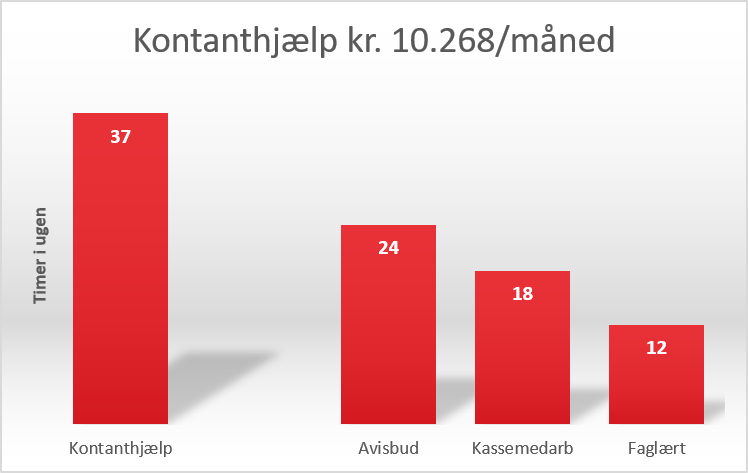 Kontanthjælp kr. 10.268/måned
Timer i ugen
37
24
18
12
Kontanthjælp
Avisbud
Kassemedarb
Faglært